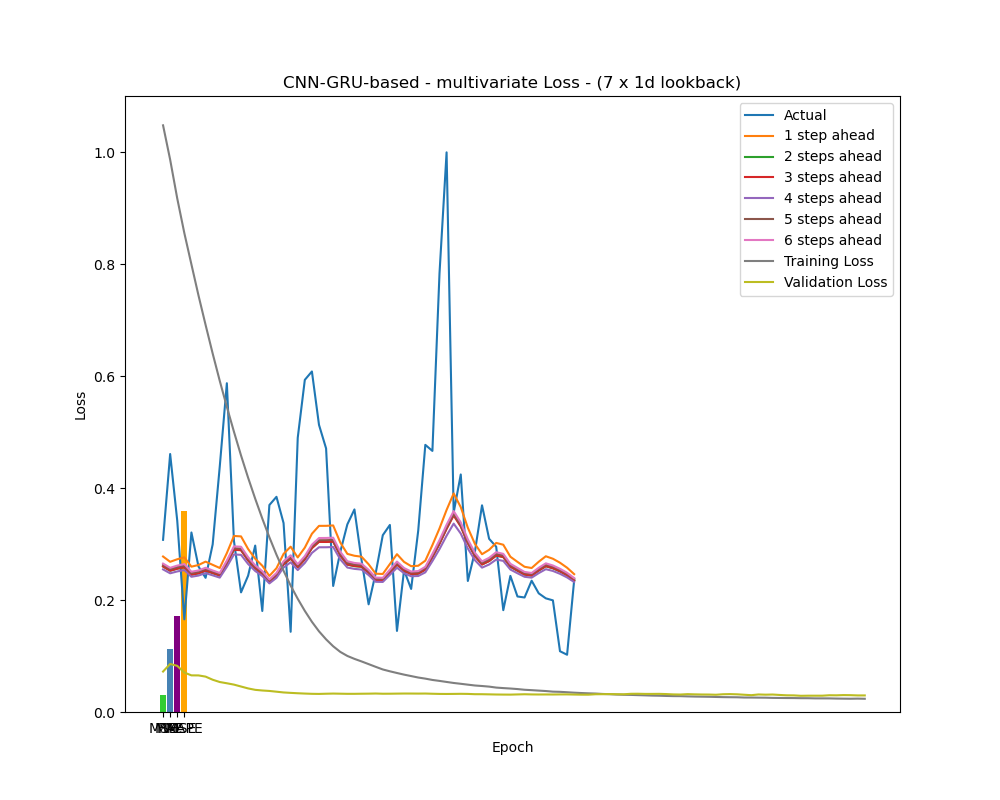 CNN-GRU-based - multivariate Loss - (7 x 1d lookback)
Actual
1 step ahead
2 steps ahead
3 steps ahead
4 steps ahead
5 steps ahead
6 steps ahead
Training Loss
Validation Loss
1.0
0.8
0.6
0.4
0.2
0.0
Loss
Epoch